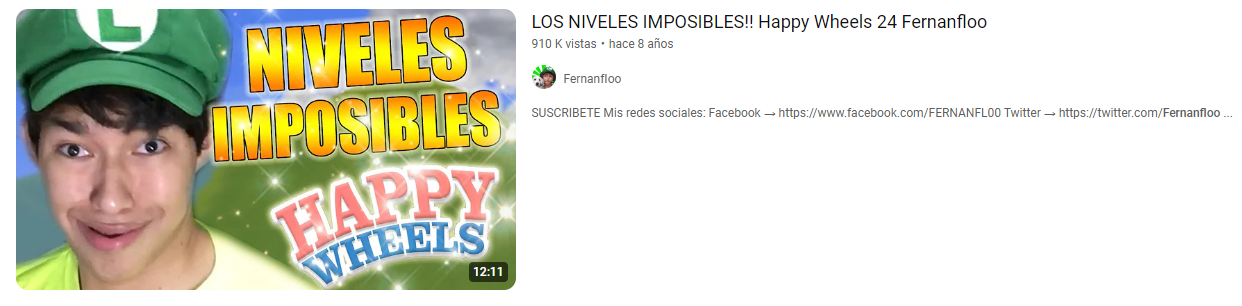 L
NIVELES
IMPOSIBLES
HAPPY
WHEELS
12:11
LOS NIVELES IMPOSIBLES!! Happy Wheels 24 Fernanfloo
910 K vistas • hace 8 años
Fernanfloo
SUSCRIBETE Mis redes sociales: Facebook → https://www.facebook.com/FERNANFL00 Twitter → https://twitter.com/Fernanfloo ...